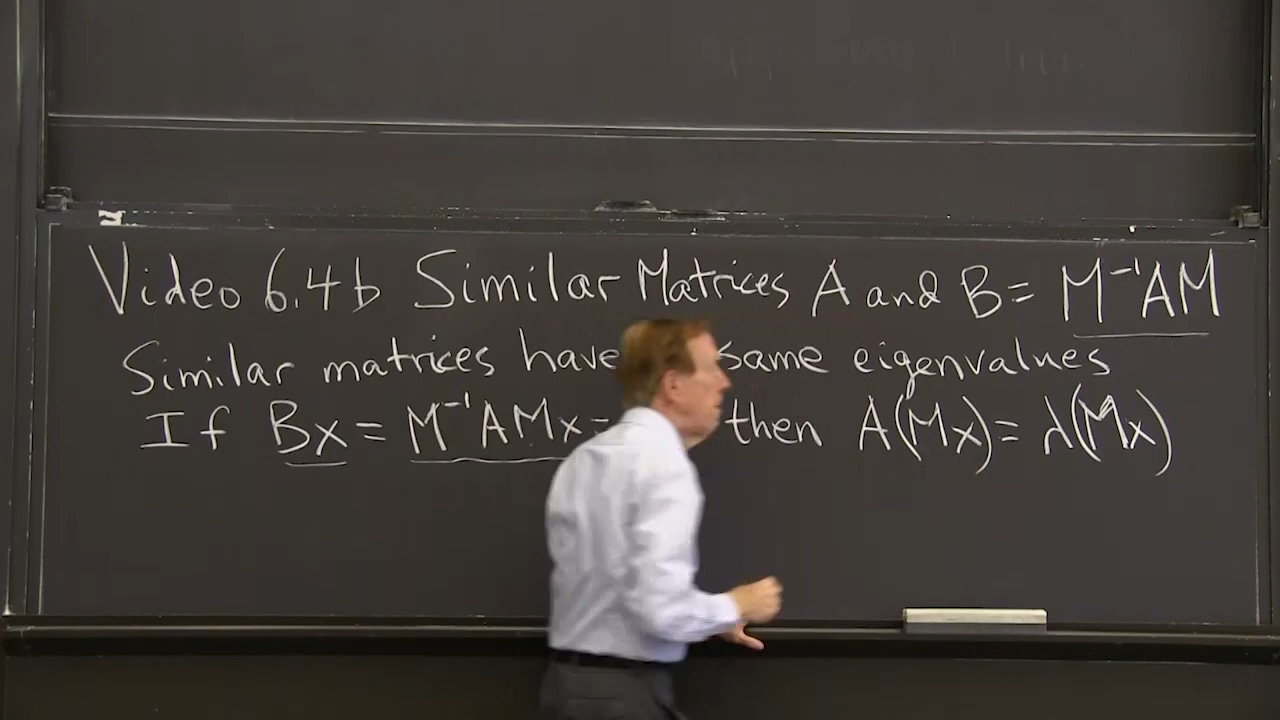 Video 6.4b Similar Matrices A and B = M⁻¹AM
Similar matrices have same eigenvalues
If Bx = M⁻¹AMx = then A(Mx) = λ(Mx)